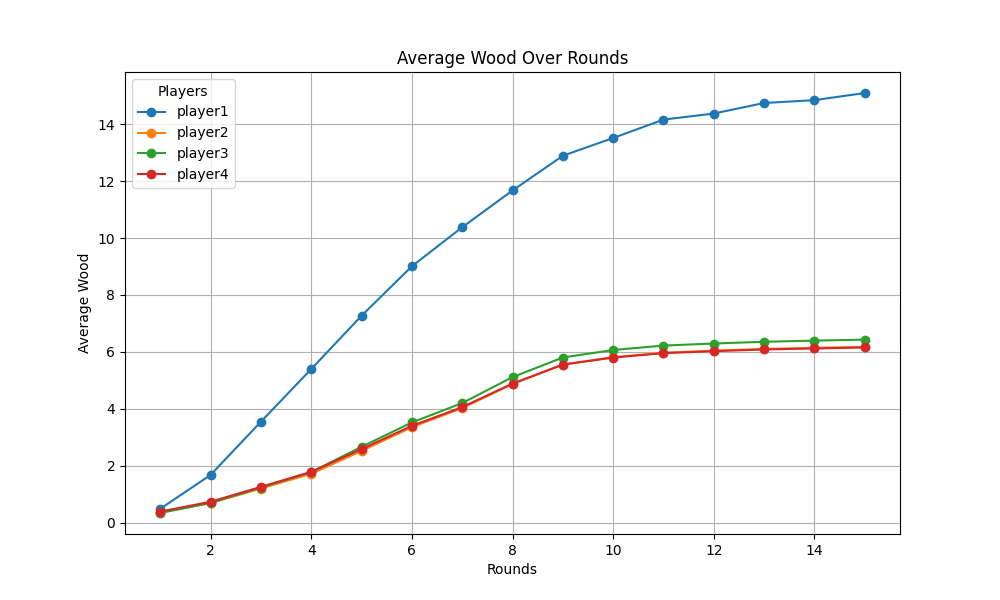 Average Wood Over Rounds
Players
player1
player2
player3
player4
Average Wood
14
12
10
8
6
4
2
0
2 4 6 8 10 12 14
Rounds